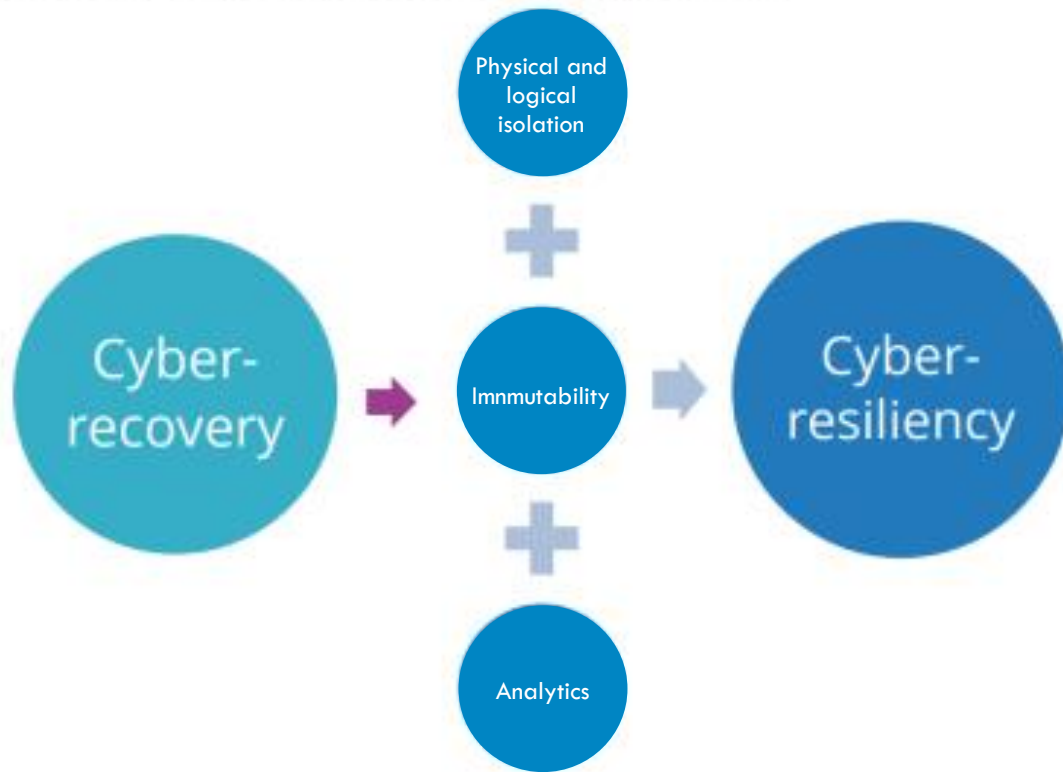 Physical and
logical
isolation
Cyber-
recovery
Imnmutability
Cyber-
resiliency
Analytics